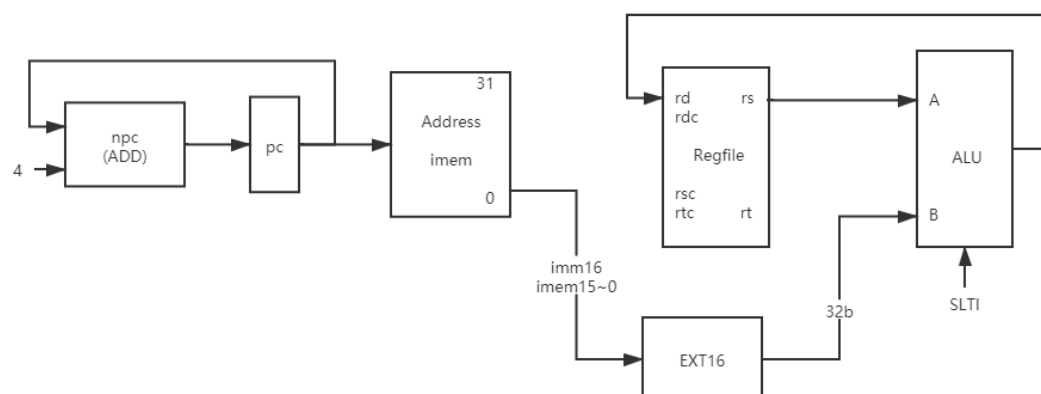 npc
(ADD)
4
pc
31
Address
imem
0
imm16
imem15~0
rd
rs
rdc
Regfile
rsc
rtc
rt
EXT16
32b
A
ALU
B
SLTI